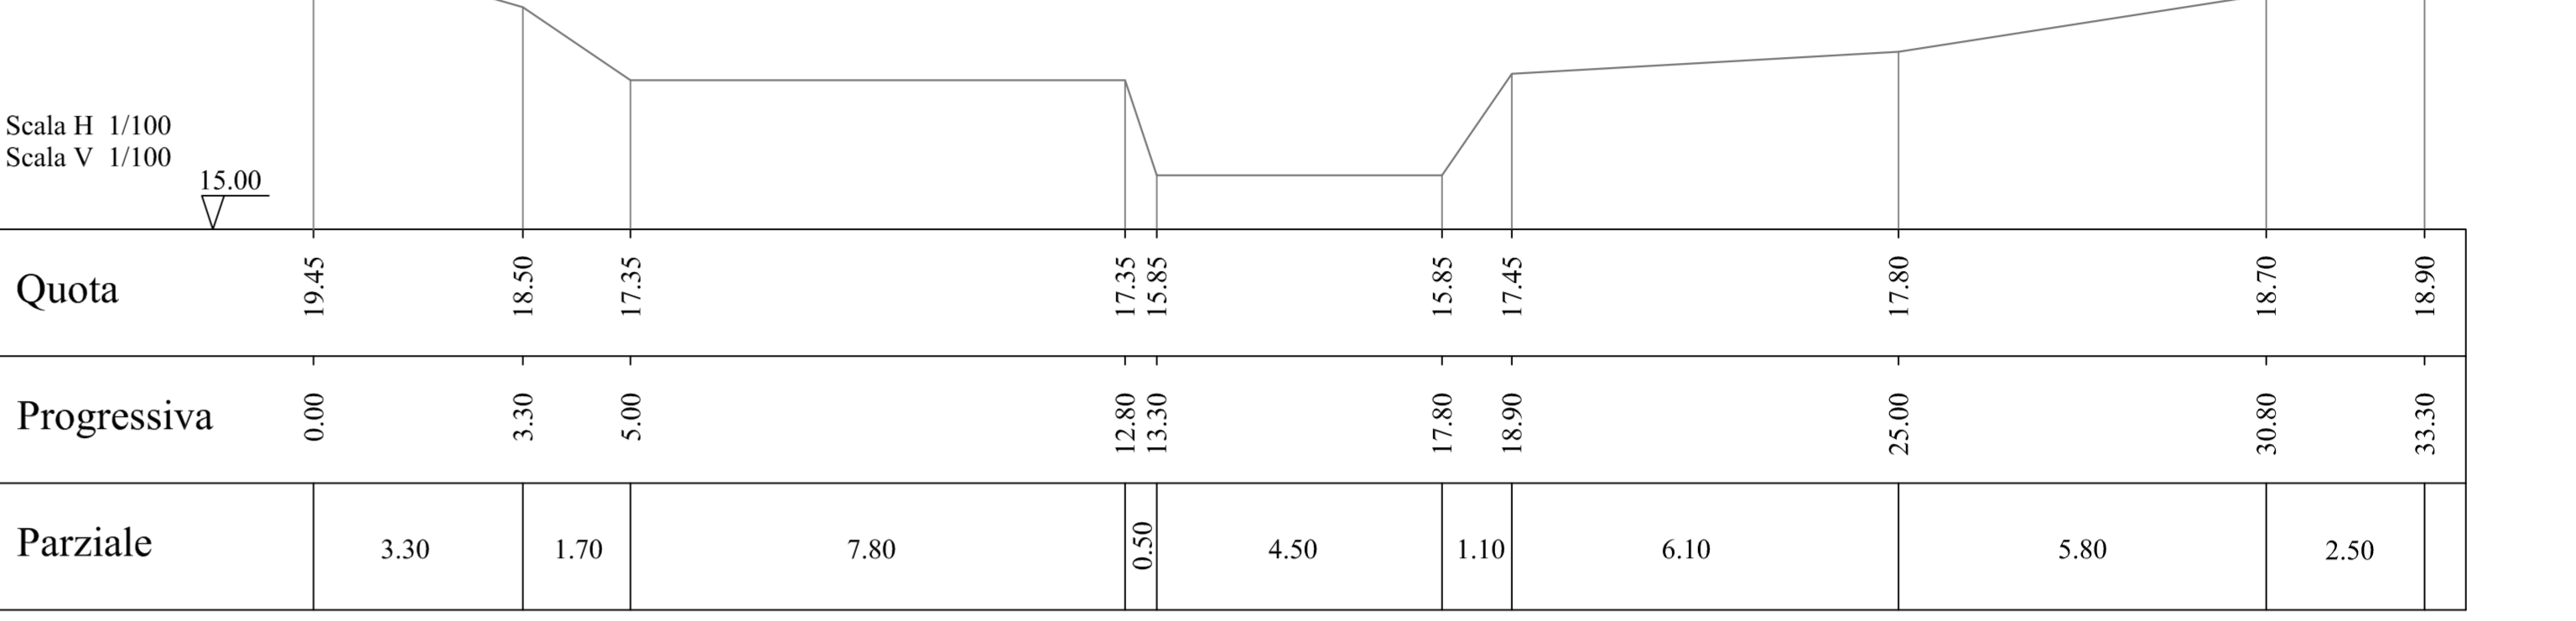 Scala H 1/100
Scala V 1/100
15.00
Quota 19.45 18.50 17.35 17.35 15.85 15.85 17.45 17.80 18.70 18.90
Progressiva 0.00 3.30 5.00 12.80 13.30 17.80 18.90 25.00 30.80 33.30
Parziale 3.30 1.70 7.80 0.50 4.50 1.10 6.10 5.80 2.50